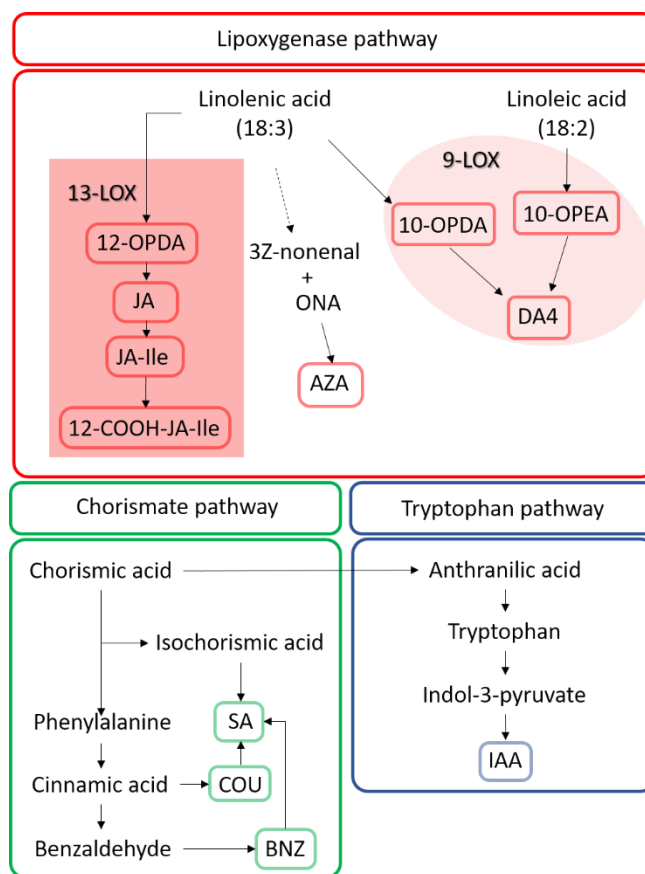 Lipoxygenase pathway
Linolenic acid
(18:3)
Linoleic acid
(18:2)
13-LOX
12-OPDA
JA
JA-Ile
12-COOH-JA-Ile
3Z-nonenal
+
ONA
AZA
9-LOX
10-OPDA
10-OPEA
DA4
Chorismate pathway
Chorismic acid
Isochorismic acid
Phenylalanine
SA
Cinnamic acid
COU
Benzaldehyde
BNZ
Tryptophan pathway
Anthranilic acid
Tryptophan
Indol-3-pyruvate
IAA